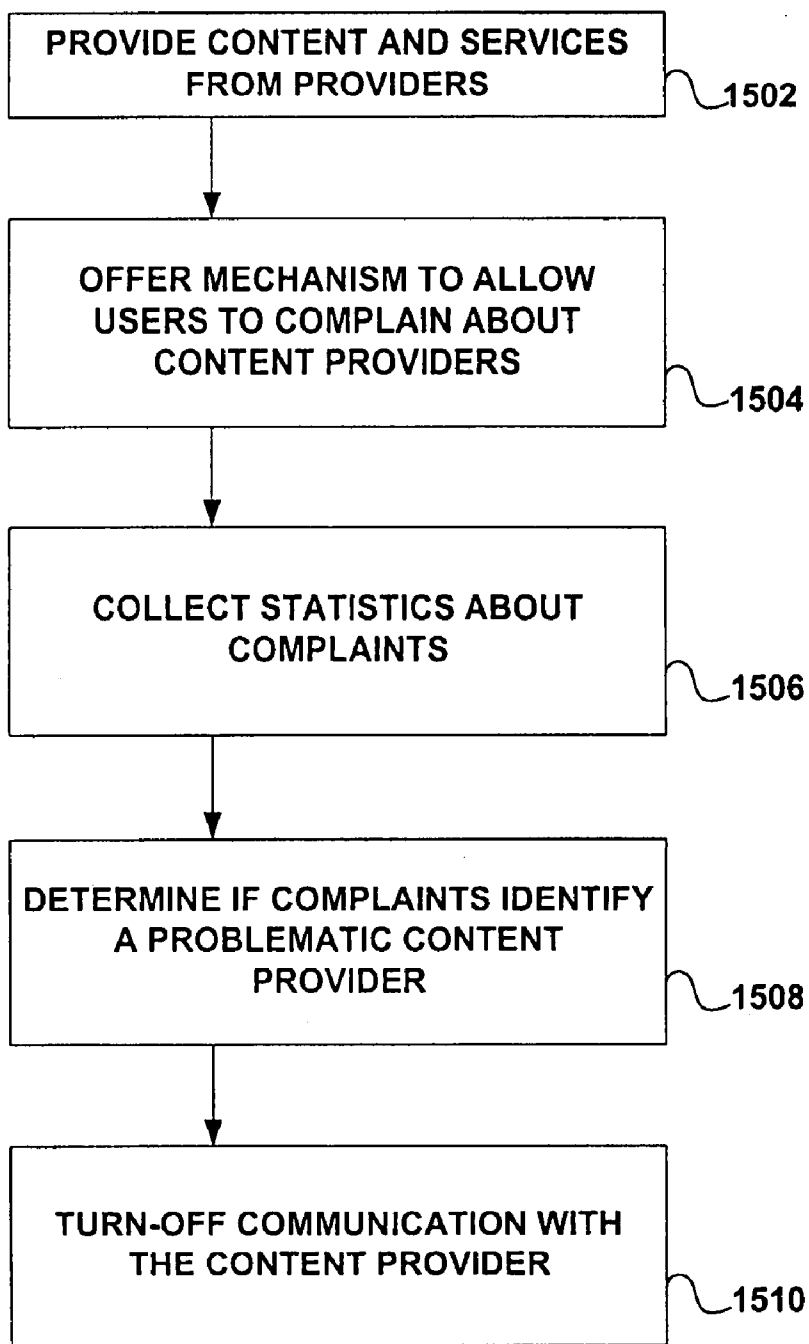 PROVIDE CONTENT AND SERVICES
FROM PROVIDERS
1502
OFFER MECHANISM TO ALLOW
USERS TO COMPLAIN ABOUT
CONTENT PROVIDERS
1504
COLLECT STATISTICS ABOUT
COMPLAINTS
1506
DETERMINE IF COMPLAINTS IDENTIFY
A PROBLEMATIC CONTENT
PROVIDER
1508
TURN-OFF COMMUNICATION WITH
THE CONTENT PROVIDER
1510